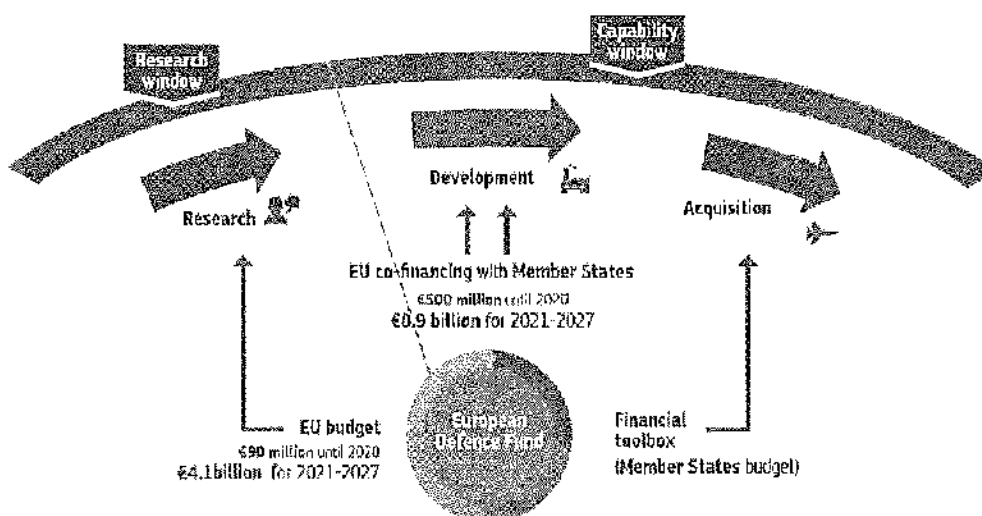 Research
window
Capability
window
Research
Development
Acquisition
EU co-financing with Member States
€500 million until 2020
€8.9 billion for 2021-2027
EU budget
€90 million until 2020
€4.1billion for 2021-2027
European
Defence Fund
Financial
toolbox
(Member States budget)